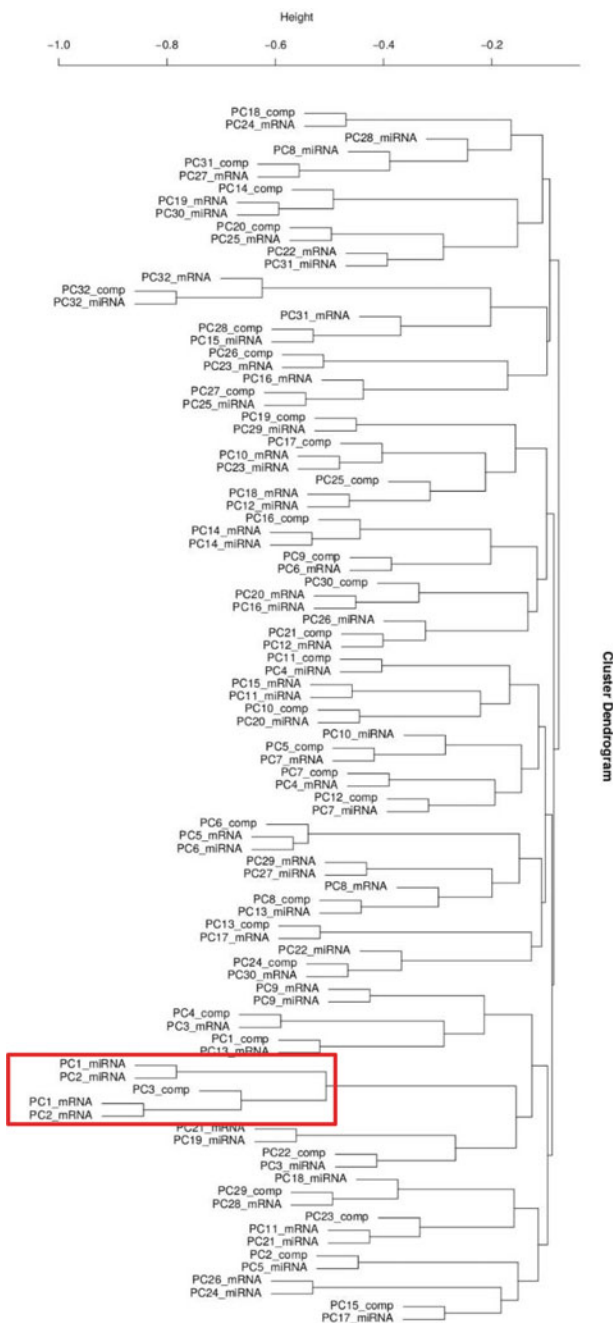 Height
−1.0 −0.8 −0.6 −0.4 −0.2
PC18_comp
PC24_mRNA
PC28_miRNA
PC8_miRNA
PC31_comp
PC27_mRNA
PC14_comp
PC19_mRNA
PC30_miRNA
PC20_comp
PC25_mRNA
PC22_mRNA
PC31_miRNA
PC32_mRNA
PC32_comp
PC32_miRNA
PC31_mRNA
PC28_comp
PC15_miRNA
PC26_comp
PC23_mRNA
PC16_mRNA
PC27_comp
PC25_miRNA
PC19_comp
PC29_miRNA
PC17_comp
PC10_mRNA
PC23_miRNA
PC25_comp
PC18_mRNA
PC12_miRNA
PC16_comp
PC14_mRNA
PC14_miRNA
PC9_comp
PC6_mRNA
PC30_comp
PC20_mRNA
PC16_miRNA
PC26_miRNA
PC21_comp
PC12_mRNA
PC11_comp
PC4_miRNA
PC15_mRNA
PC11_miRNA
PC10_comp
PC20_miRNA
PC10_miRNA
PC5_comp
PC7_mRNA
PC7_comp
PC4_mRNA
PC12_comp
PC7_miRNA
PC6_comp
PC5_mRNA
PC6_miRNA
PC29_mRNA
PC27_miRNA
PC8_mRNA
PC8_comp
PC13_miRNA
PC13_comp
PC17_mRNA
PC22_miRNA
PC24_comp
PC30_mRNA
PC9_mRNA
PC9_miRNA
PC4_comp
PC3_mRNA
PC1_comp
PC13_mRNA
PC1_miRNA
PC2_miRNA
PC3_comp
PC1_mRNA
PC2_mRNA
PC21_mRNA
PC19_miRNA
PC22_comp
PC3_miRNA
PC18_miRNA
PC29_comp
PC28_mRNA
PC23_comp
PC11_mRNA
PC21_miRNA
PC2_comp
PC5_miRNA
PC26_mRNA
PC24_miRNA
PC15_comp
PC17_miRNA
Cluster Dendrogram